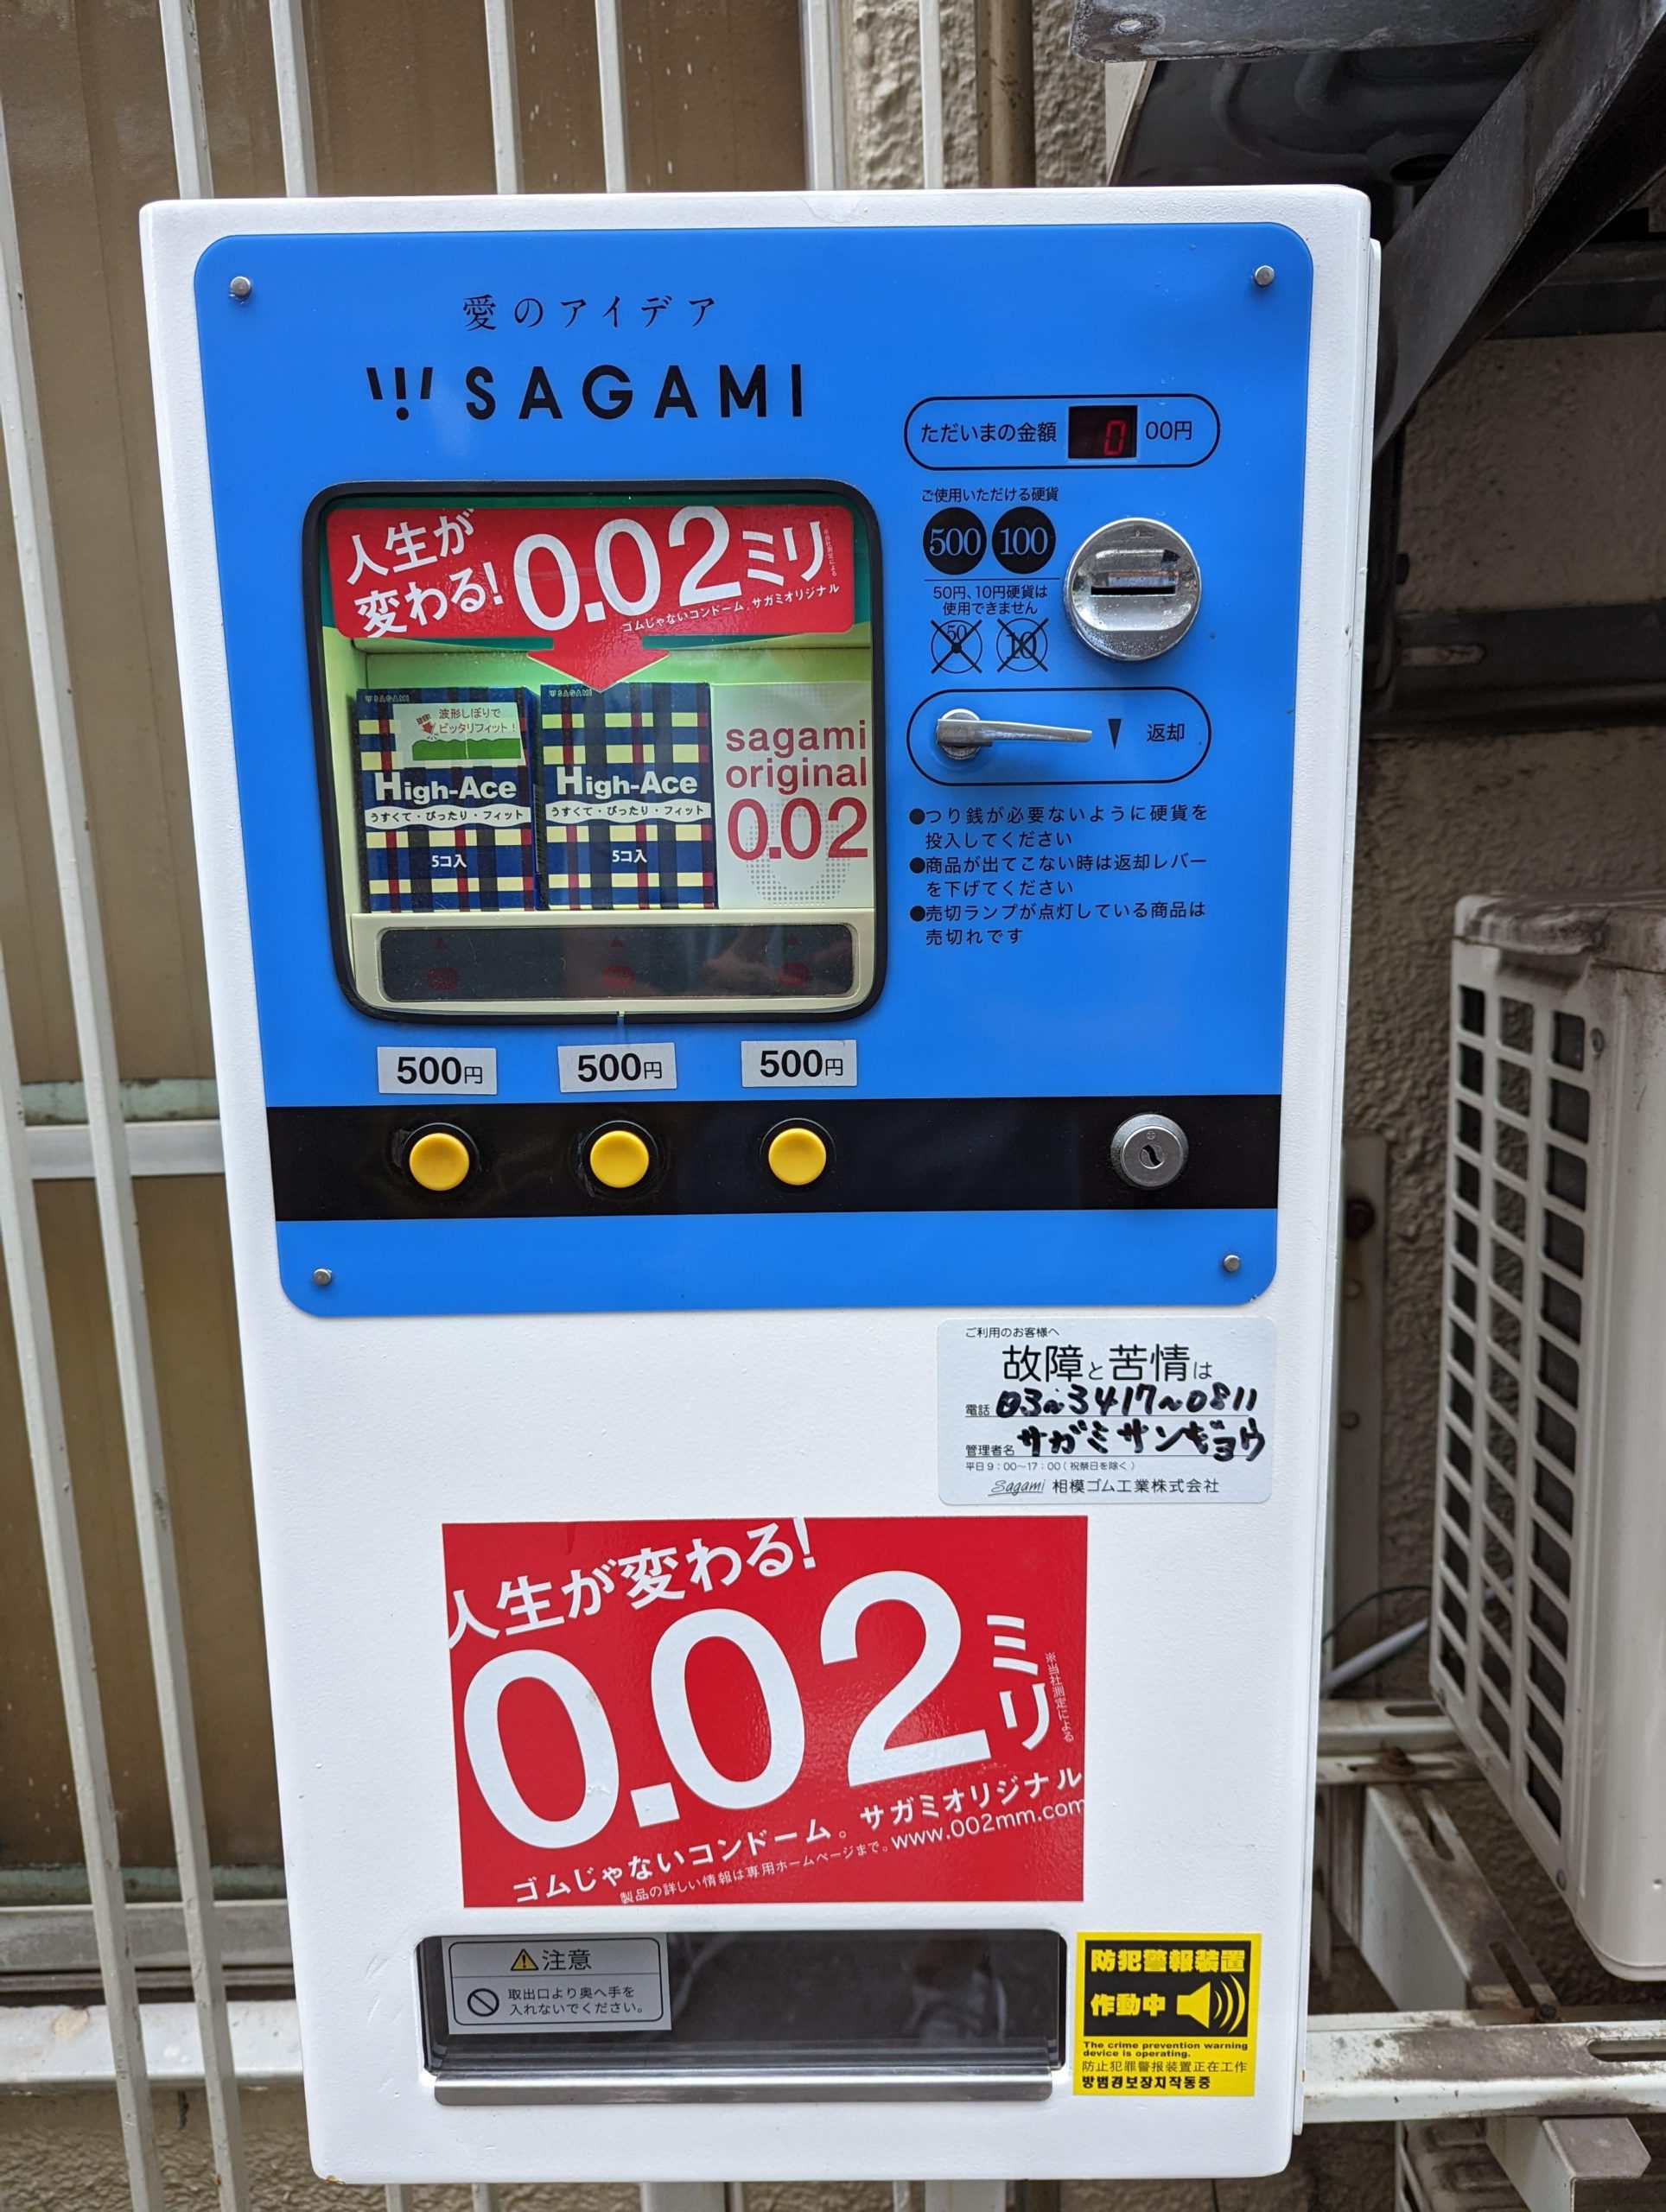 愛のアイデア
SAGAMI
ただいまの金額 0 00円
ご使用いただける硬貨
500 100
50円、10円硬貨は
使用できません
50 10
返却
●つり銭が必要ないように硬貨を
投入してください
●商品が出てこない時は返却レバー
を下げてください
●売切ランプが点灯している商品は
売切れです
人生が
変わる!
0.02ミリ
ゴムじゃないコンドーム。サガミオリジナル
SAGAMI
波形しぼりで
ピッタリフィット!
High-Ace
うすくて・ぴったり・フィット
5コ入
SAGAMI
High-Ace
うすくて・ぴったり・フィット
5コ入
sagami
original
0.02
500円 500円 500円
ご利用のお客様へ
故障と苦情は
電話 03~3417~0811
管理者名 サガミサンギョウ
平日9:00〜17:00(祝祭日を除く)
Sagami 相模ゴム工業株式会社
人生が変わる!
0.02ミリ
※当社測定による
ゴムじゃないコンドーム。サガミオリジナル
製品の詳しい情報は専用ホームページまで。www.002mm.com
注意
取出口より奥へ手を
入れないでください。
防犯警報装置
作動中
The crime prevention warning
device is operating.
防止犯罪警报装置正在工作
방범경보장치작동중